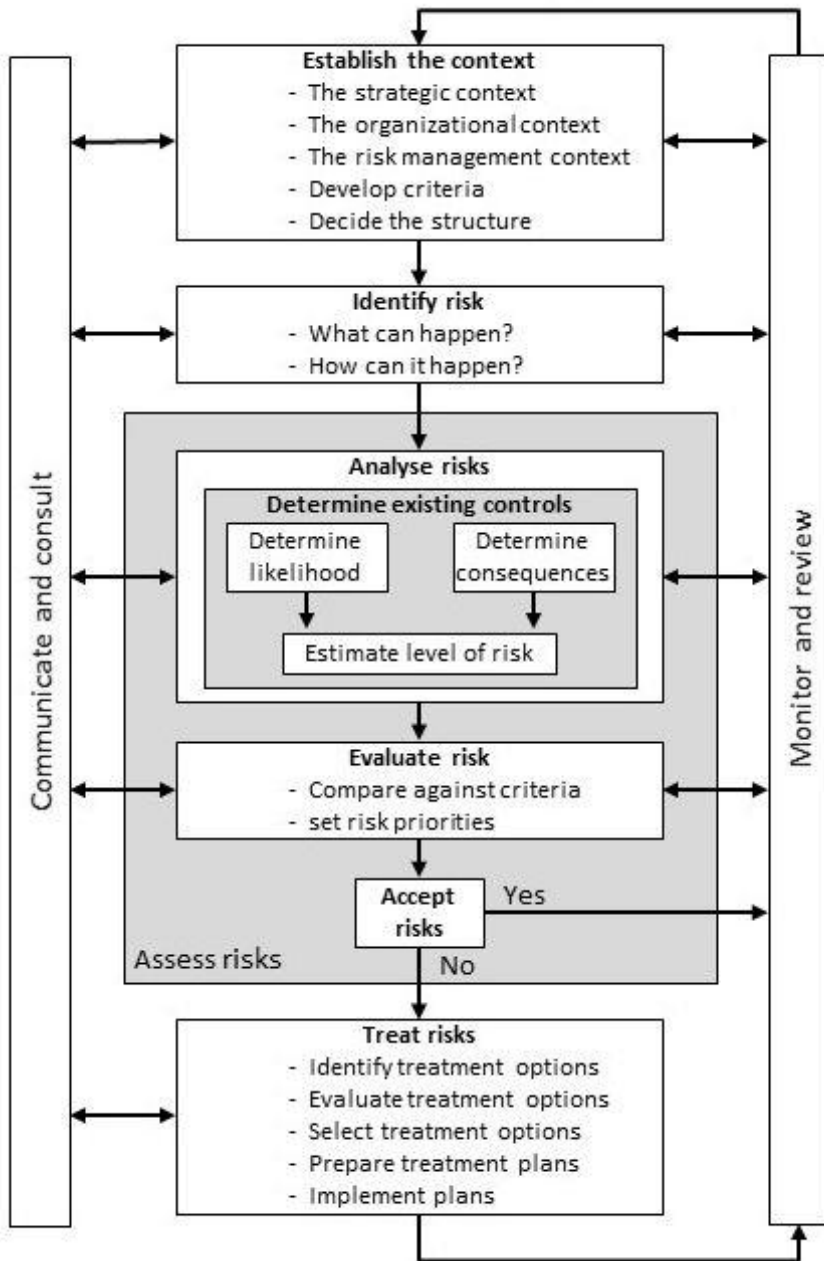 Establish the context
- The strategic context
- The organizational context
- The risk management context
- Develop criteria
- Decide the structure
Identify risk
- What can happen?
- How can it happen?
Analyse risks
Determine existing controls
Determine
likelihood
Determine
consequences
Estimate level of risk
Evaluate risk
- Compare against criteria
- set risk priorities
Accept
risks
Yes
No
Assess risks
Treat risks
- Identify treatment options
- Evaluate treatment options
- Select treatment options
- Prepare treatment plans
- Implement plans
Communicate and consult
Monitor and review